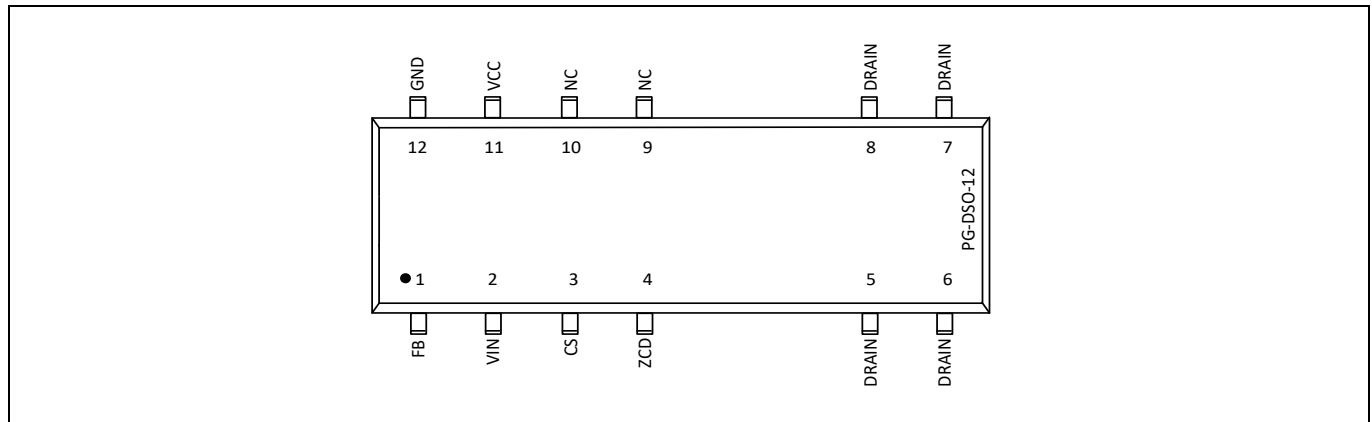 GND VCC NC NC DRAIN DRAIN
12 11 10 9 8 7
PG-DSO-12
1 2 3 4 5 6
FB VIN CS ZCD DRAIN DRAIN